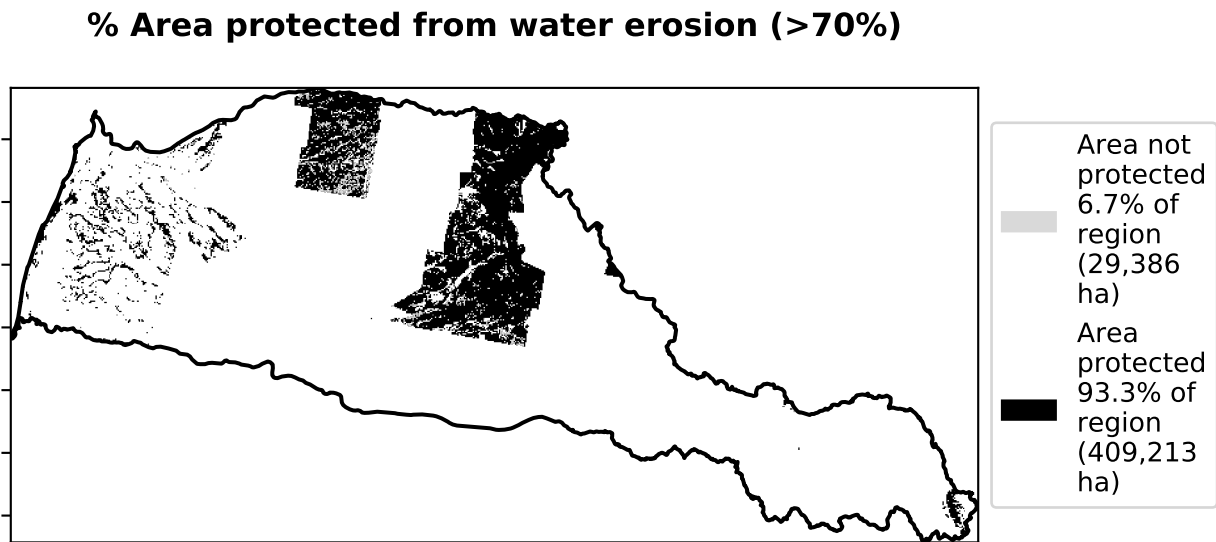 % Area protected from water erosion (>70%)
Area not
protected
6.7% of
region
(29,386
ha)
Area
protected
93.3% of
region
(409,213
ha)